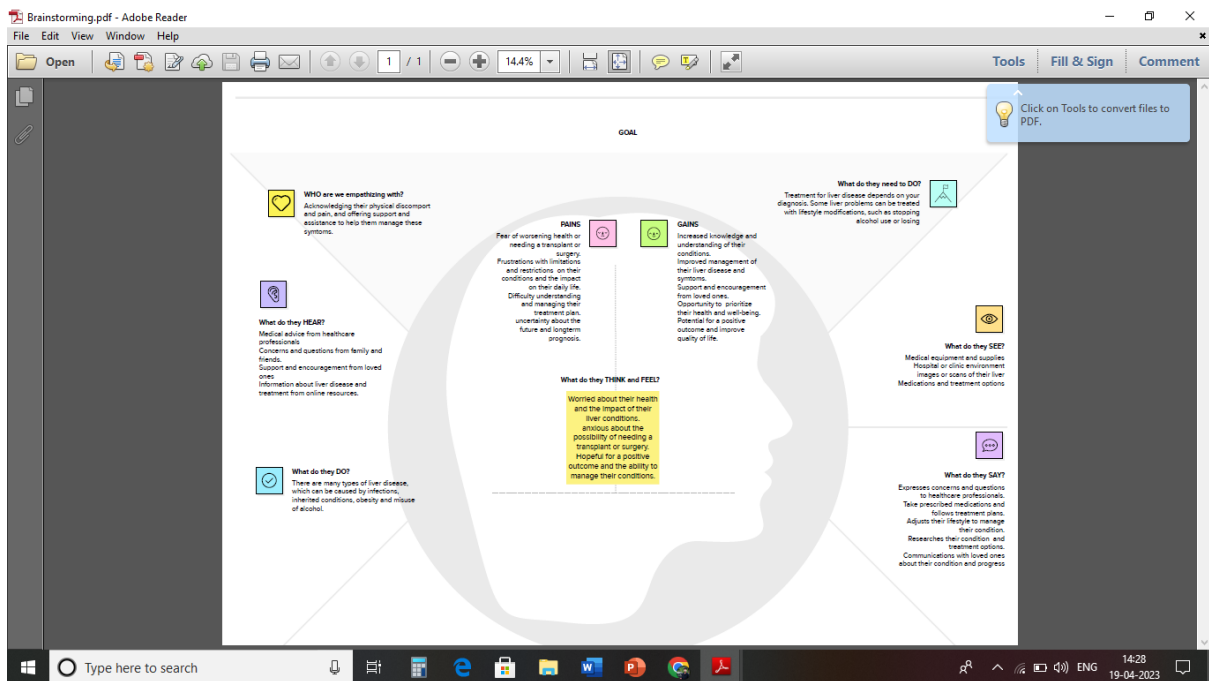 Brainstorming.pdf - Adobe Reader
File Edit View Window Help
Open
1 / 1
14.4%
Tools
Fill & Sign
Comment
Click on Tools to convert files to
PDF.
GOAL
WHO are we empathizing with?
Acknowledging their physical discomport
and pain, and offering support and
assistance to help them manage these
symtoms.
What do they need to DO?
Treatment for liver disease depends on your
diagnosis. Some liver problems can be treated
with lifestyle modifications, such as stopping
alcohol use or losing
PAINS
Fear of worsening health or
needing a transplant or
surgery.
Frustrations with limitations
and restrictions on their
conditions and the impact
on their daily life.
Difficulty understanding
and managing their
treatment plan.
uncertainty about the
future and longterm
prognosis.
GAINS
Increased knowledge and
understanding of their
conditions.
Improved management of
their liver disease and
symtoms.
Support and encouragement
from loved ones.
Opportunity to prioritize
their health and well-being.
Potential for a positive
outcome and improve
quality of life.
What do they HEAR?
Medical advice from healthcare
professionals
Concerns and questions from family and
friends.
Support and encouragement from loved
ones
Information about liver disease and
treatment from online resources.
What do they SEE?
Medical equipment and supplies
Hospital or clinic environment
images or scans of their liver
Medications and treatment options
What do they THINK and FEEL?
Worried about their health
and the impact of their
liver conditions.
anxious about the
possibility of needing a
transplant or surgery.
Hopeful for a positive
outcome and the ability to
manage their conditions.
What do they DO?
There are many types of liver disease,
which can be caused by infections,
inherited conditions, obesity and misuse
of alcohol.
What do they SAY?
Expresses concerns and questions
to healthcare professionals.
Take prescribed medications and
follows treatment plans.
Adjusts their lifestyle to manage
their condition.
Researches their condition and
treatment options.
Communications with loved ones
about their condition and progress
Type here to search
ENG
14:28
19-04-2023